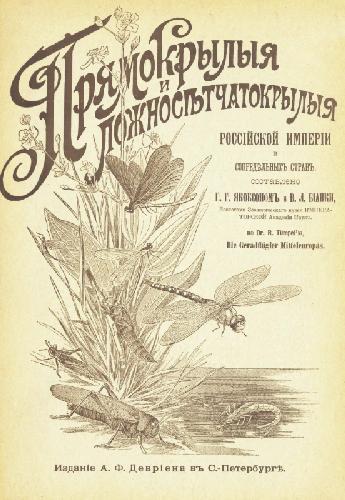 Прямокрылыя
и
ложносѣтчатокрылыя
РОССІЙСКОЙ ИМПЕРІИ
и
СОПРЕДѢЛЬНЫХЪ СТРАНЪ.
СОСТАВЛЕНО
Г. Г. ЯКОБСОНОМЪ и В. Л. БІАНКИ,
по Dr. R. Tümpel'ю,
Die Geradflügler Mitteleuropas.
Изданіе А. Ф. Девріена въ С.-Петербургѣ.